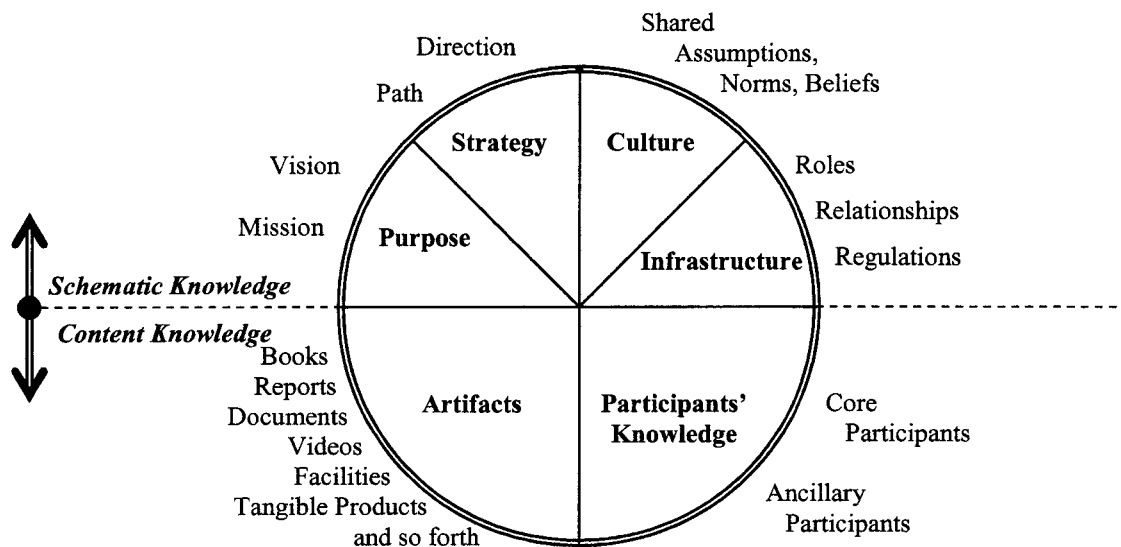 Direction
Path
Vision
Mission
Shared
Assumptions,
Norms, Beliefs
Roles
Relationships
Regulations
Strategy
Culture
Purpose
Infrastructure
Schematic Knowledge
Content Knowledge
Books
Reports
Documents
Videos
Facilities
Tangible Products
and so forth
Artifacts
Participants’
Knowledge
Core
Participants
Ancillary
Participants